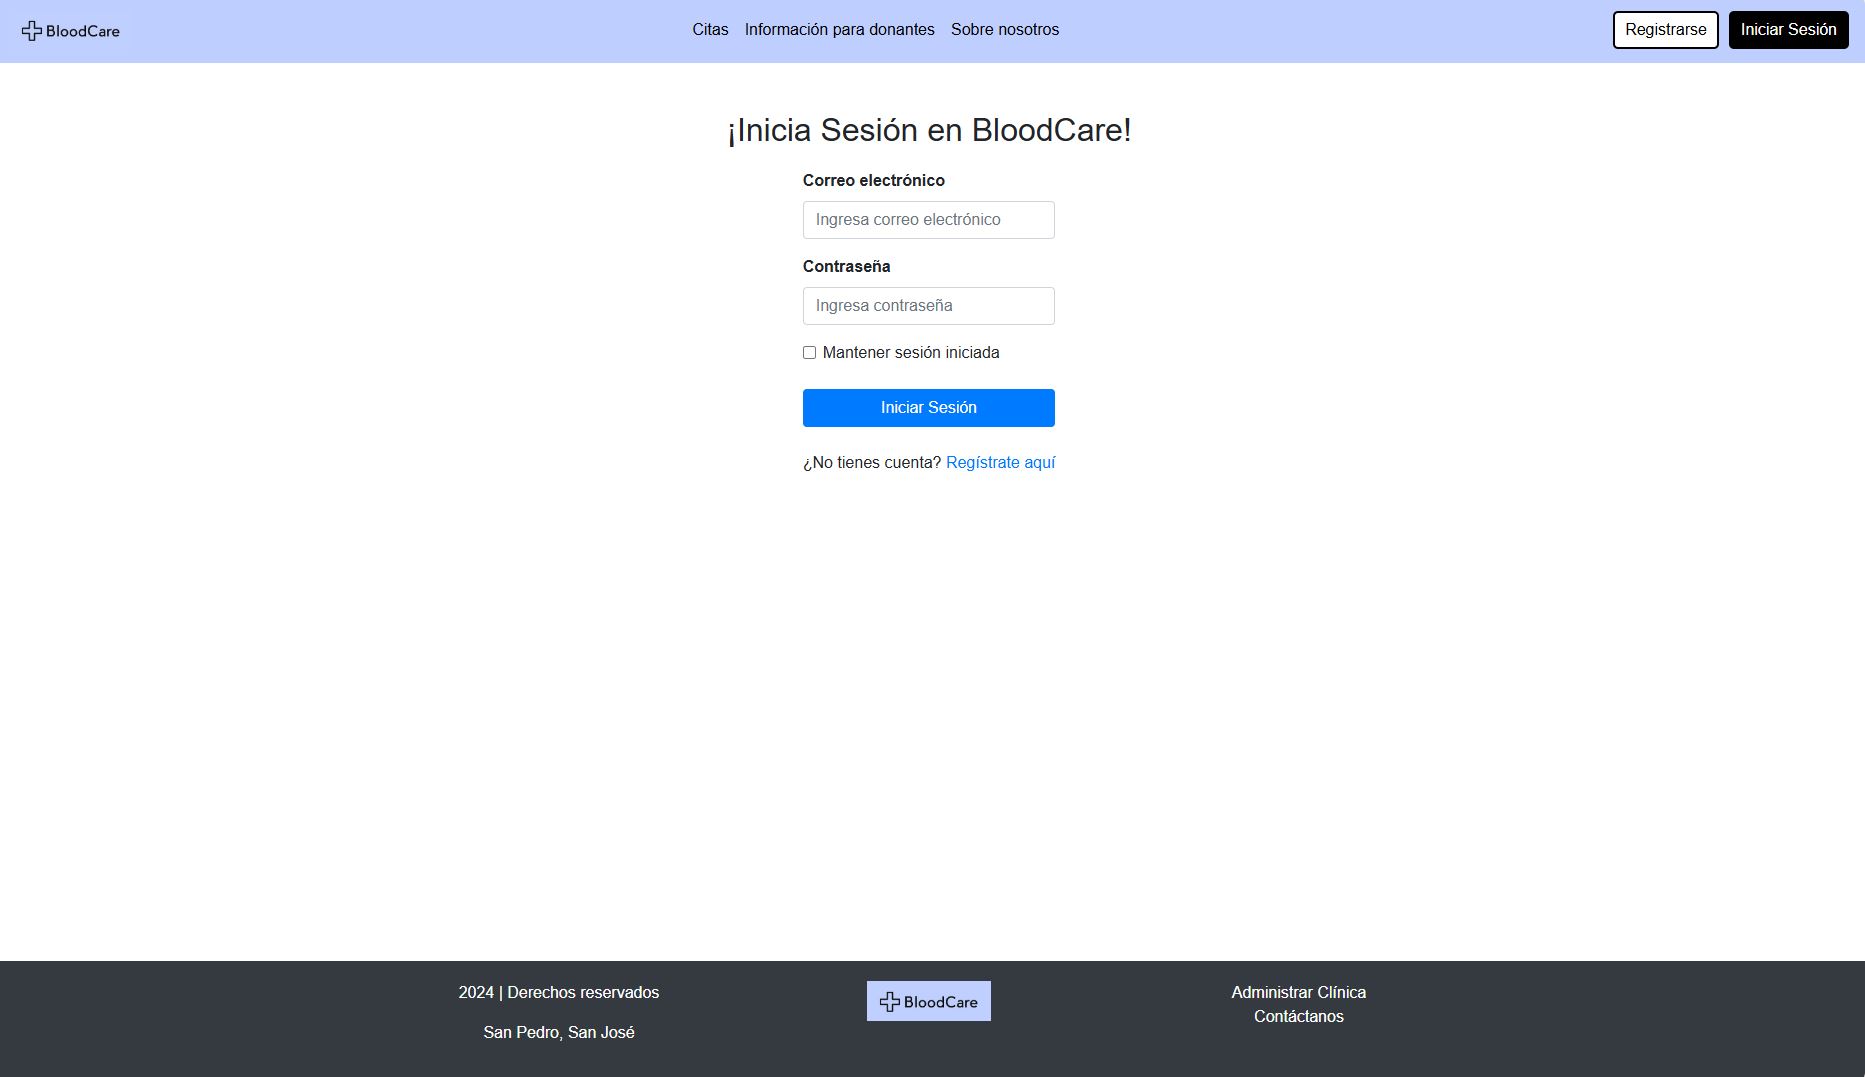 BloodCare
Citas Información para donantes Sobre nosotros
Registrarse Iniciar Sesión
¡Inicia Sesión en BloodCare!
Correo electrónico
Ingresa correo electrónico
Contraseña
Ingresa contraseña
Mantener sesión iniciada
Iniciar Sesión
¿No tienes cuenta? Regístrate aquí
2024 | Derechos reservados
San Pedro, San José
BloodCare
Administrar Clínica
Contáctanos